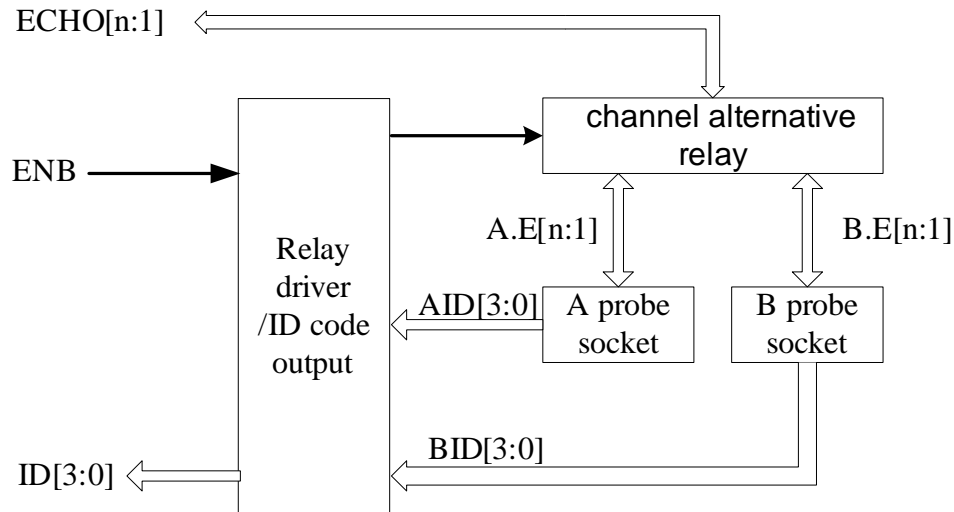 ECHO[n:1]
channel alternative
relay
ENB
A.E[n:1]
B.E[n:1]
Relay
driver
/ID code
output
AID[3:0]
A probe
socket
B probe
socket
BID[3:0]
ID[3:0]